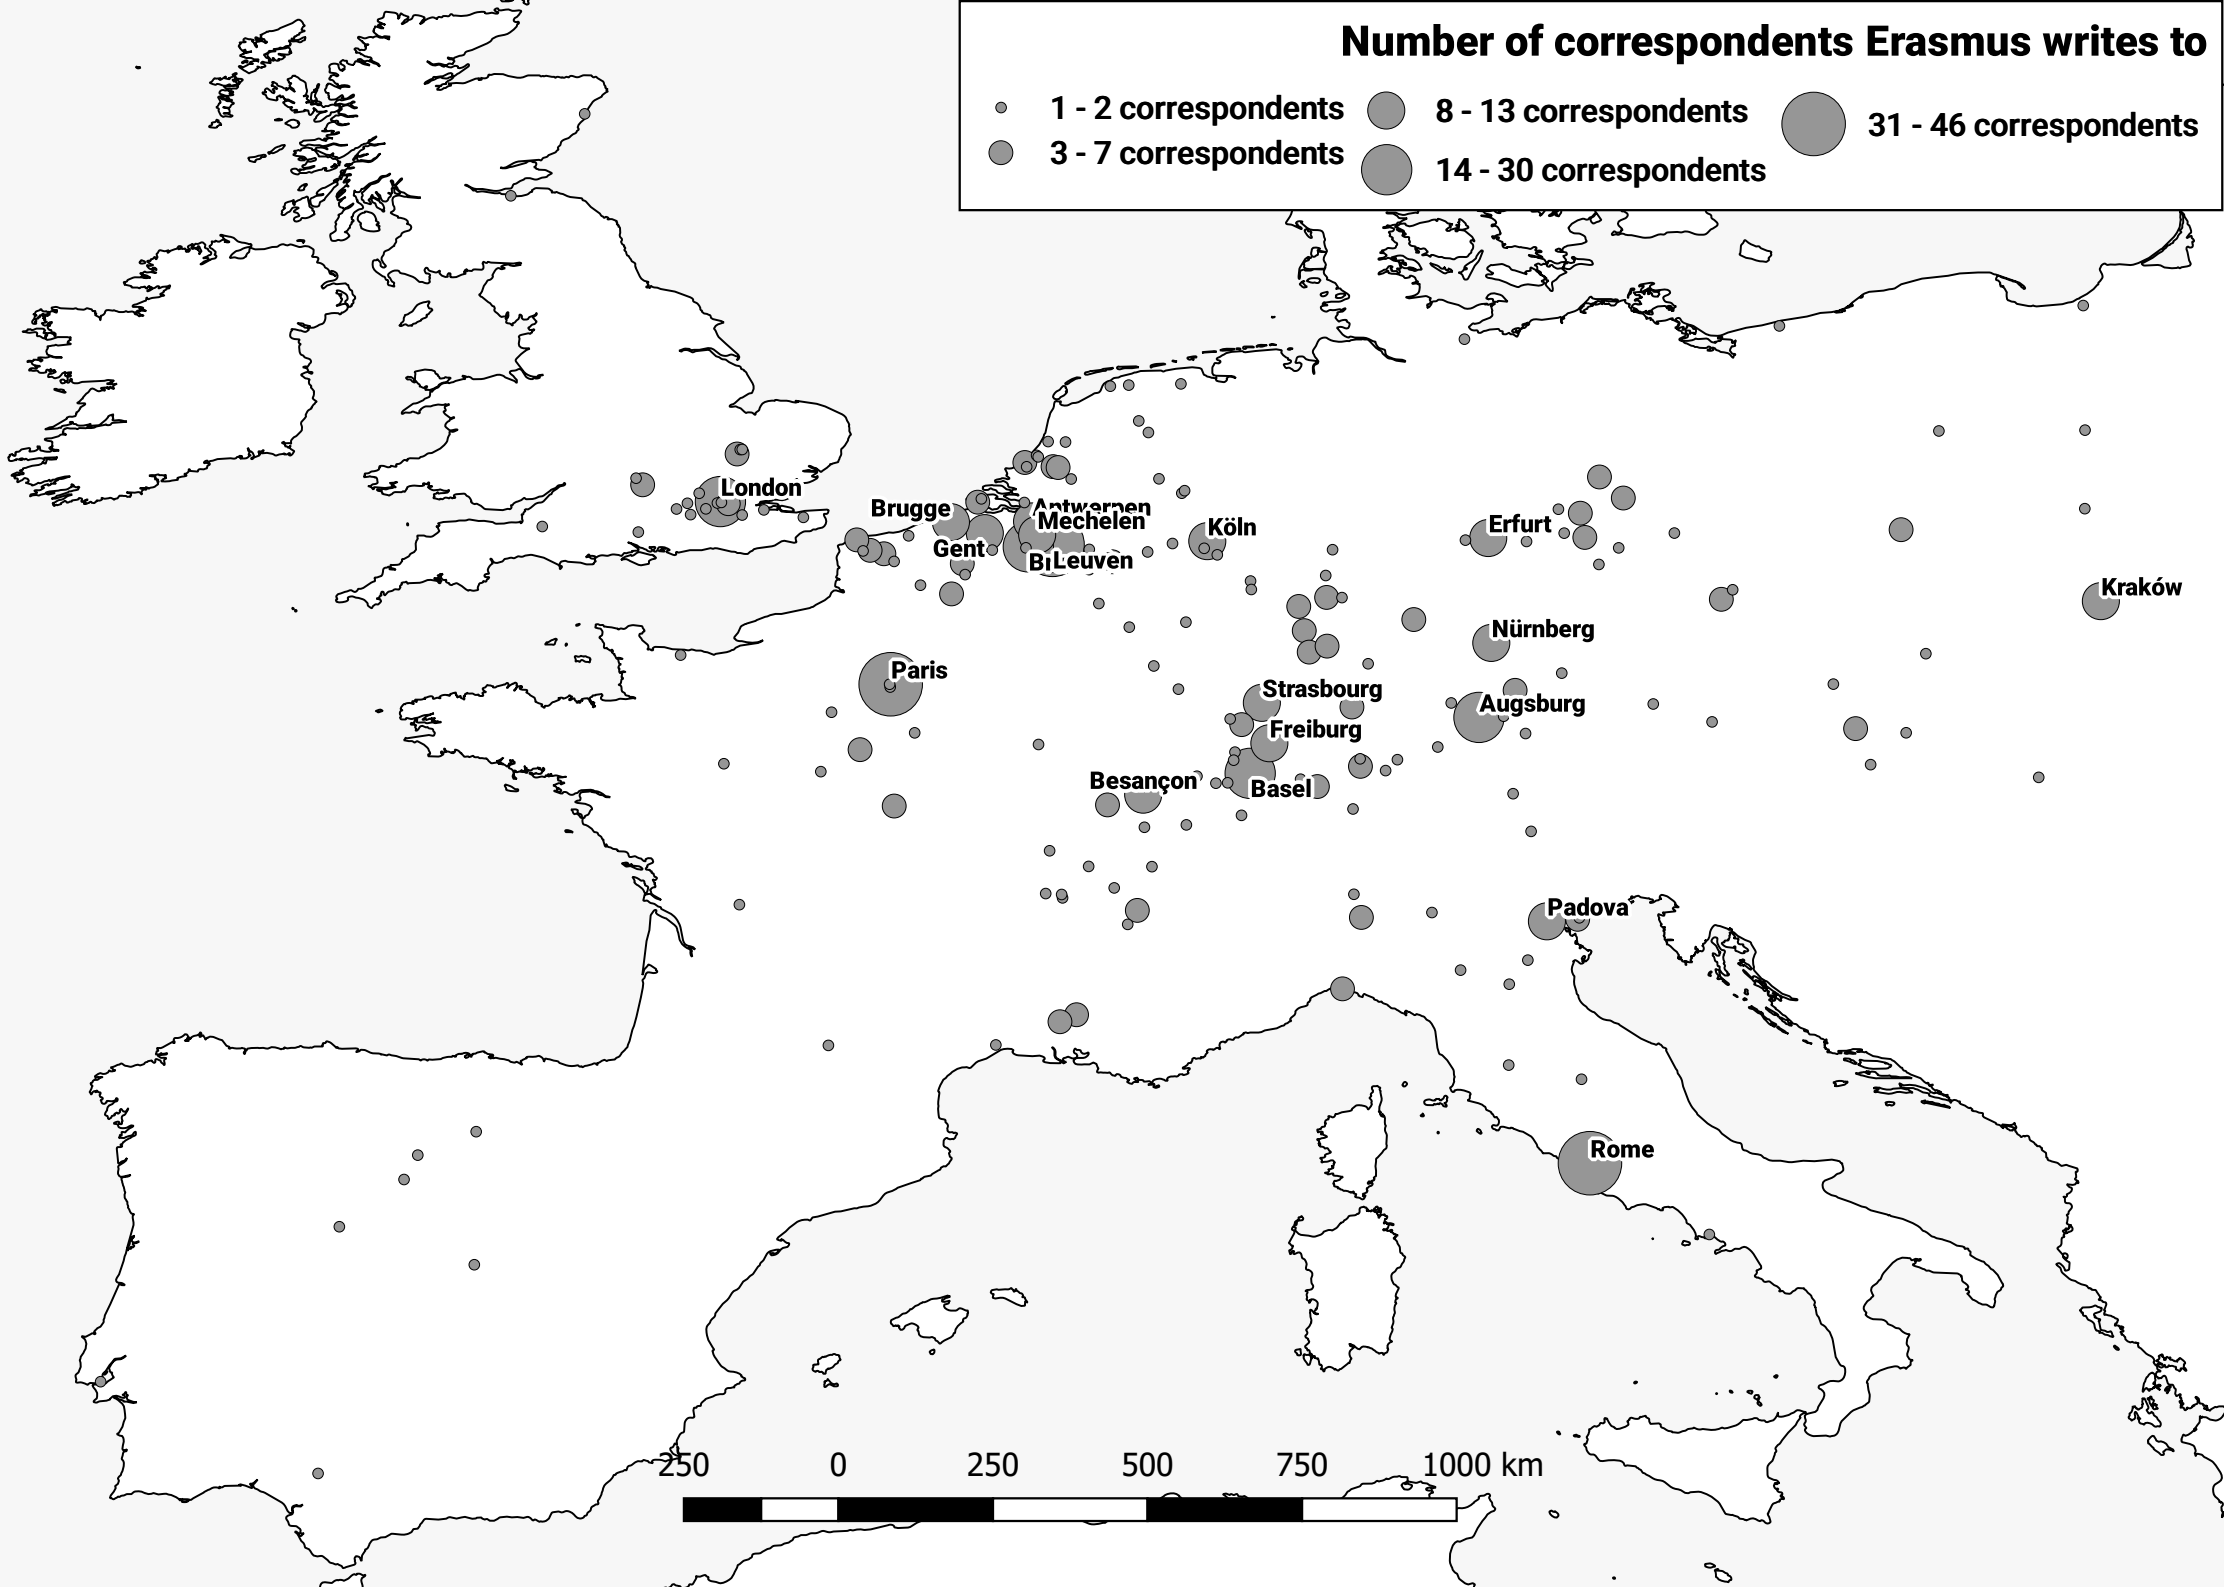 Number of correspondents Erasmus writes to
1 - 2 correspondents
8 - 13 correspondents
31 - 46 correspondents
3 - 7 correspondents
14 - 30 correspondents
London
Brugge
Antwerpen
Mechelen
Köln
Erfurt
Gent
Leuven
Kraków
Nürnberg
Paris
Strasbourg
Augsburg
Freiburg
Besançon
Basel
Padova
Rome
250 0 250 500 750 1000 km